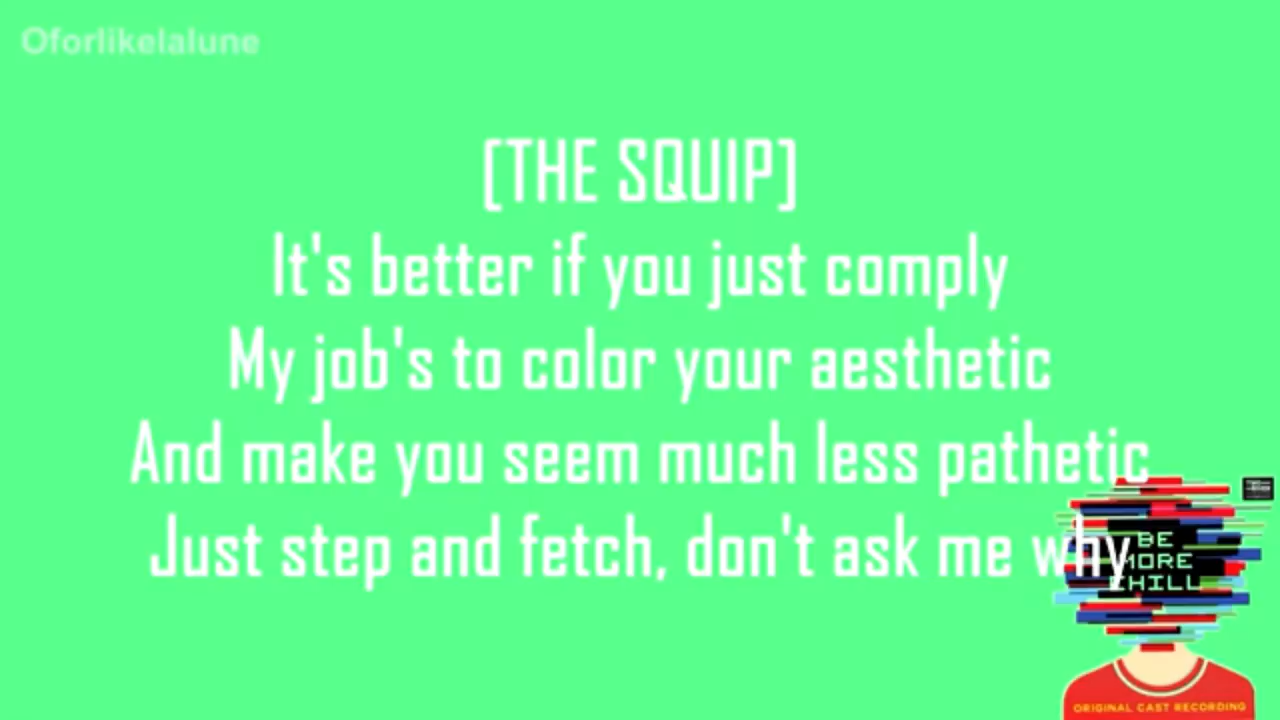 Oforlikelalune
[THE SQUIP]
It's better if you just comply
My job's to color your aesthetic
And make you seem much less pathetic
Just step and fetch, don't ask me why
BE
MORE
CHILL
ORIGINAL CAST RECORDING